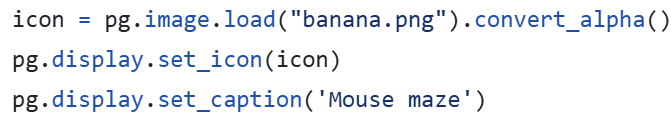 icon = pg.image.load("banana.png").convert_alpha()
pg.display.set_icon(icon)
pg.display.set_caption('Mouse maze')